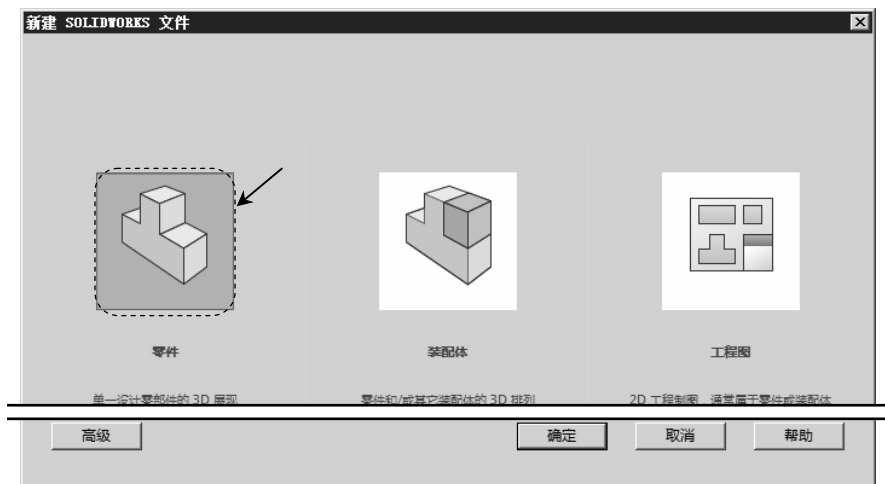 新建 SOLIDWORKS 文件
零件
装配体
工程图
单一设计零部件的 3D 展现
零件和/或其它装配体的 3D 排列
2D 工程制图，通常属于零件或装配体
高级
确定
取消
帮助